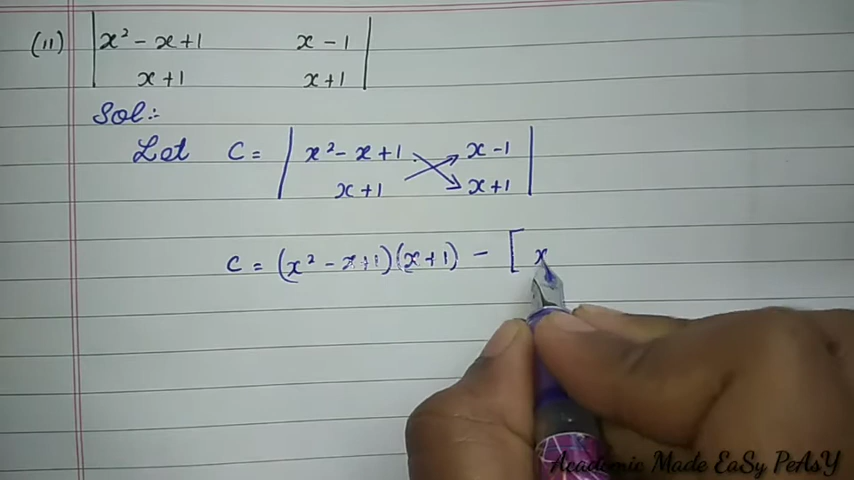 (ii) | x² - x + 1    x - 1 |
| x + 1    x + 1 |
Sol:-
Let C = | x² - x + 1    x - 1 |
| x + 1    x + 1 |
C = (x² - x + 1)(x + 1) - [ x
Academic Made EaSy PeAsY